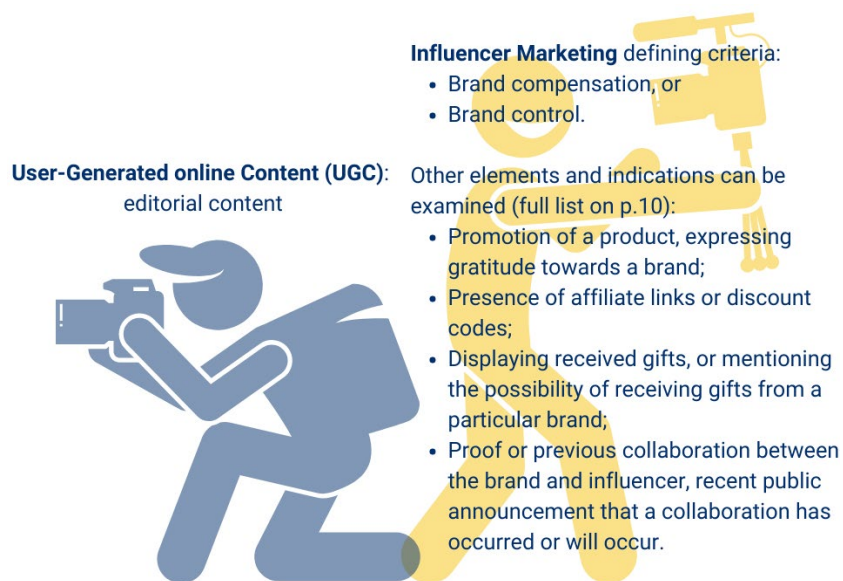 User-Generated online Content (UGC):
editorial content
Influencer Marketing defining criteria:
• Brand compensation, or
• Brand control.
Other elements and indications can be
examined (full list on p.10):
• Promotion of a product, expressing
gratitude towards a brand;
• Presence of affiliate links or discount
codes;
• Displaying received gifts, or mentioning
the possibility of receiving gifts from a
particular brand;
• Proof or previous collaboration between
the brand and influencer, recent public
announcement that a collaboration has
occurred or will occur.